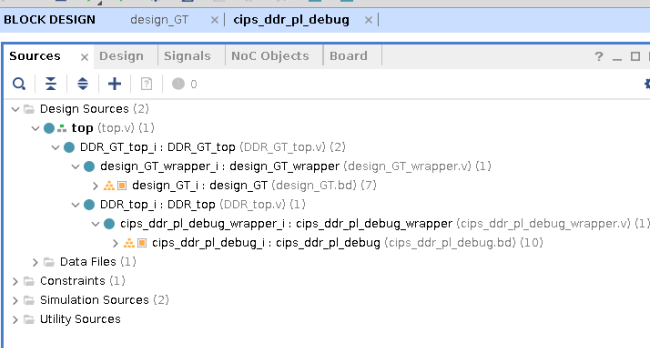 BLOCK DESIGN design_GT × cips_ddr_pl_debug ×
Sources × Design Signals NoC Objects Board ? _
0
Design Sources (2)
top (top.v) (1)
DDR_GT_top_i : DDR_GT_top (DDR_GT_top.v) (2)
design_GT_wrapper_i : design_GT_wrapper (design_GT_wrapper.v) (1)
design_GT_i : design_GT (design_GT.bd) (7)
DDR_top_i : DDR_top (DDR_top.v) (1)
cips_ddr_pl_debug_wrapper_i : cips_ddr_pl_debug_wrapper (cips_ddr_pl_debug_wrapper.v) (1)
cips_ddr_pl_debug_i : cips_ddr_pl_debug (cips_ddr_pl_debug.bd) (10)
Data Files (1)
Constraints (1)
Simulation Sources (2)
Utility Sources